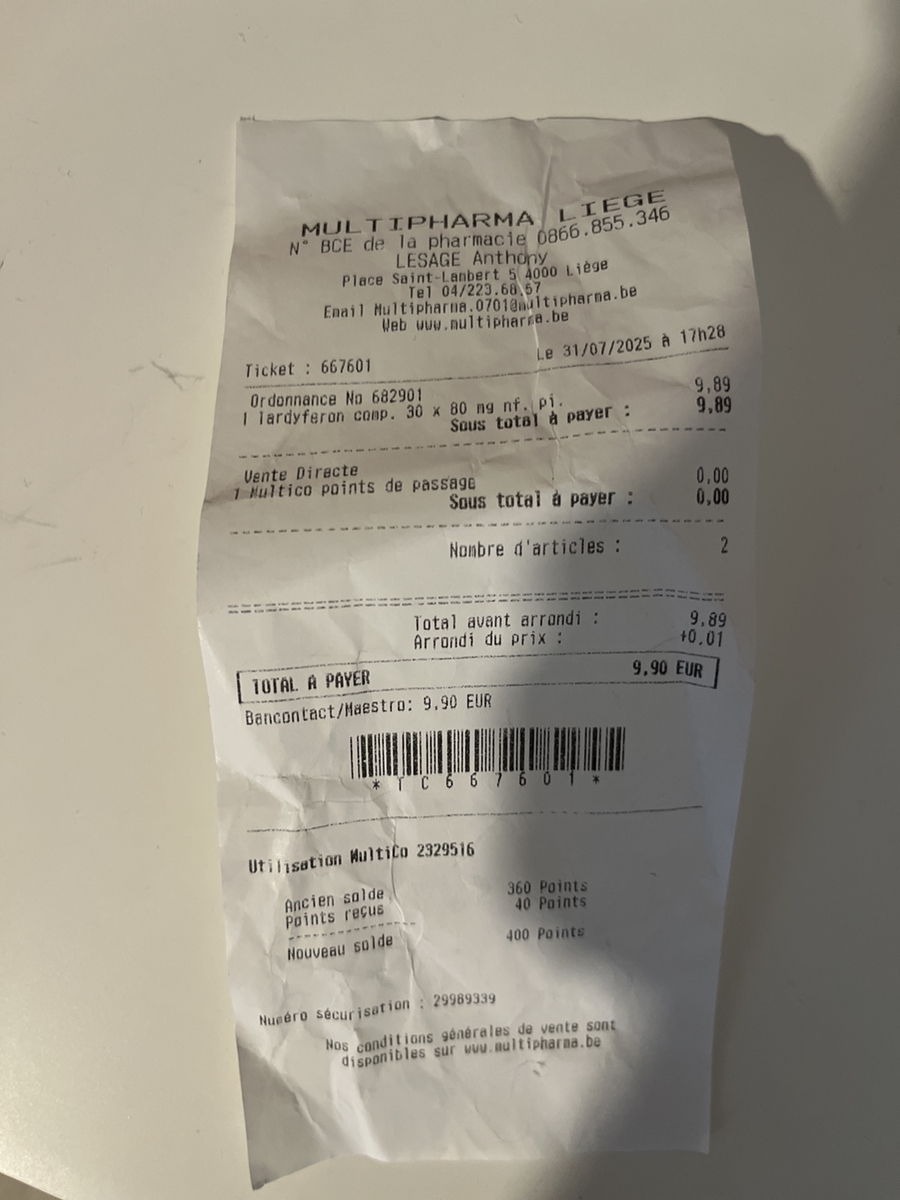 MULTIPHARMA LIEGE
N° BCE de la pharmacie 0866.855.346
LESAGE Anthony
Place Saint-Lambert 5 4000 Liège
Tel 04/223.68.57
Email Multipharma.0701@multipharma.be
Web www.multipharma.be
Ticket : 667601 Le 31/07/2025 à 17h28
Ordonnance No 682901
1 Tardyferon comp. 30 x 80 mg nf. pi. 9,89
Sous total à payer : 9,89
Vente Directe
1 Multico points de passage 0,00
Sous total à payer : 0,00
Nombre d'articles : 2
Total avant arrondi : 9,89
Arrondi du prix : +0,01
TOTAL A PAYER 9,90 EUR
Bancontact/Maestro: 9,90 EUR
* T C 6 6 7 6 0 1 *
Utilisation MultiCo 2329516
Ancien solde 360 Points
Points reçus 40 Points
Nouveau solde 400 Points
Numéro sécurisation : 29989339
Nos conditions générales de vente sont
disponibles sur www.multipharma.be